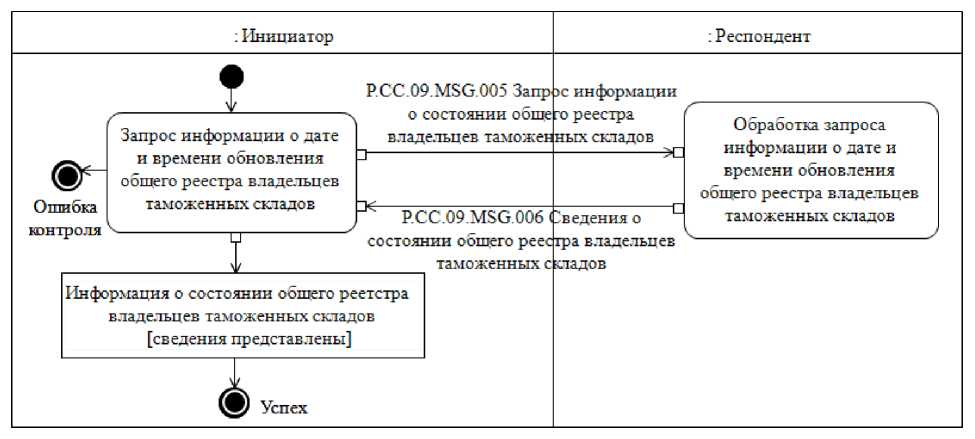 : Инициатор
: Респондент
P.CC.09.MSG.005 Запрос информации
о состоянии общего реестра
владельцев таможенных складов
Запрос информации о дате
и времени обновления
общего реестра владельцев
таможенных складов
Обработка запроса
информации о дате и
времени обновления
общего реестра владельцев
таможенных складов
Ошибка
контроля
P.CC.09.MSG.006 Сведения о
состоянии общего реестра владельцев
таможенных складов
Информация о состоянии общего реетстра
владельцев таможенных складов
[сведения представлены]
Успех